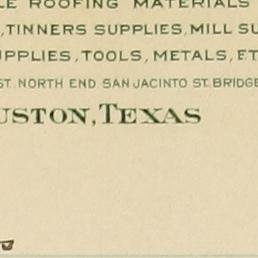 LE ROOFING MATERIALS
,TINNERS SUPPLIES, MILL SU
UPPLIES, TOOLS, METALS, ET
ST. NORTH END SAN JACINTO ST. BRIDGE
USTON, TEXAS